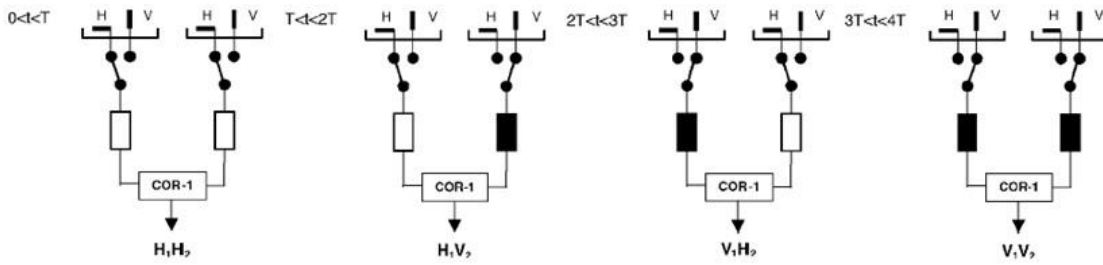 0<t<T H V H V T<t<2T H V H V 2T<t<3T H V H V 3T<t<4T H V H V
COR-1 COR-1 COR-1 COR-1
H₁H₂ H₁V₂ V₁H₂ V₁V₂